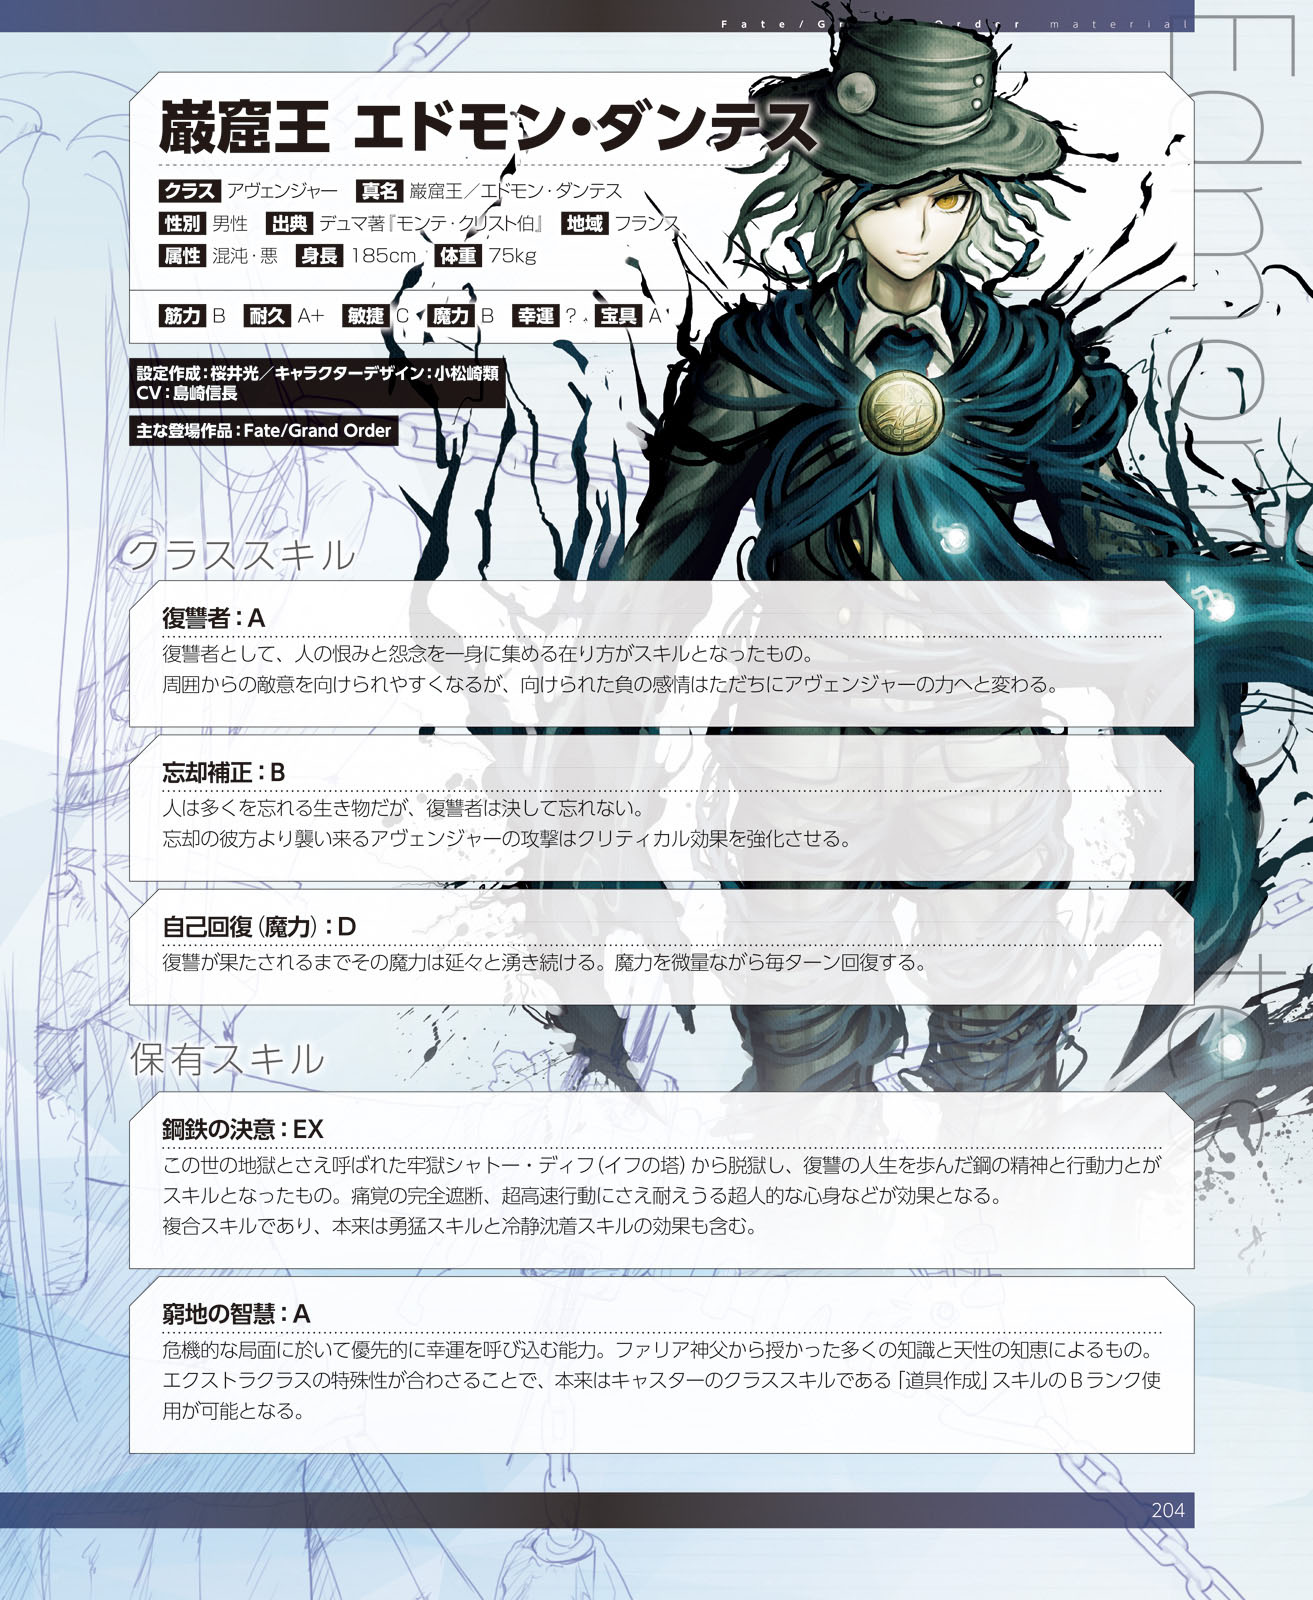 Fate/Grand Order material
Edmond Dantes
巌窟王 エドモン・ダンテス
クラス アヴェンジャー 真名 巌窟王／エドモン・ダンテス
性別 男性 出典 デュマ著『モンテ・クリスト伯』 地域 フランス
属性 混沌・悪 身長 185cm 体重 75kg
筋力 B 耐久 A+ 敏捷 C 魔力 B 幸運 ? 宝具 A
設定作成：桜井光／キャラクターデザイン：小松崎類
CV：島崎信長
主な登場作品：Fate/Grand Order
クラススキル
復讐者：A
復讐者として、人の恨みと怨念を一身に集める在り方がスキルとなったもの。
周囲からの敵意を向けられやすくなるが、向けられた負の感情はただちにアヴェンジャーの力へと変わる。
忘却補正：B
人は多くを忘れる生き物だが、復讐者は決して忘れない。
忘却の彼方より襲い来るアヴェンジャーの攻撃はクリティカル効果を強化させる。
自己回復（魔力）：D
復讐が果たされるまでその魔力は延々と湧き続ける。魔力を微量ながら毎ターン回復する。
保有スキル
鋼鉄の決意：EX
この世の地獄とさえ呼ばれた牢獄シャトー・ディフ（イフの塔）から脱獄し、復讐の人生を歩んだ鋼の精神と行動力とが
スキルとなったもの。痛覚の完全遮断、超高速行動にさえ耐えうる超人的な心身などが効果となる。
複合スキルであり、本来は勇猛スキルと冷静沈着スキルの効果も含む。
窮地の智慧：A
危機的な局面に於いて優先的に幸運を呼び込む能力。ファリア神父から授かった多くの知識と天性の知恵によるもの。
エクストラクラスの特殊性が合わさることで、本来はキャスターのクラススキルである「道具作成」スキルのBランク使
用が可能となる。
204